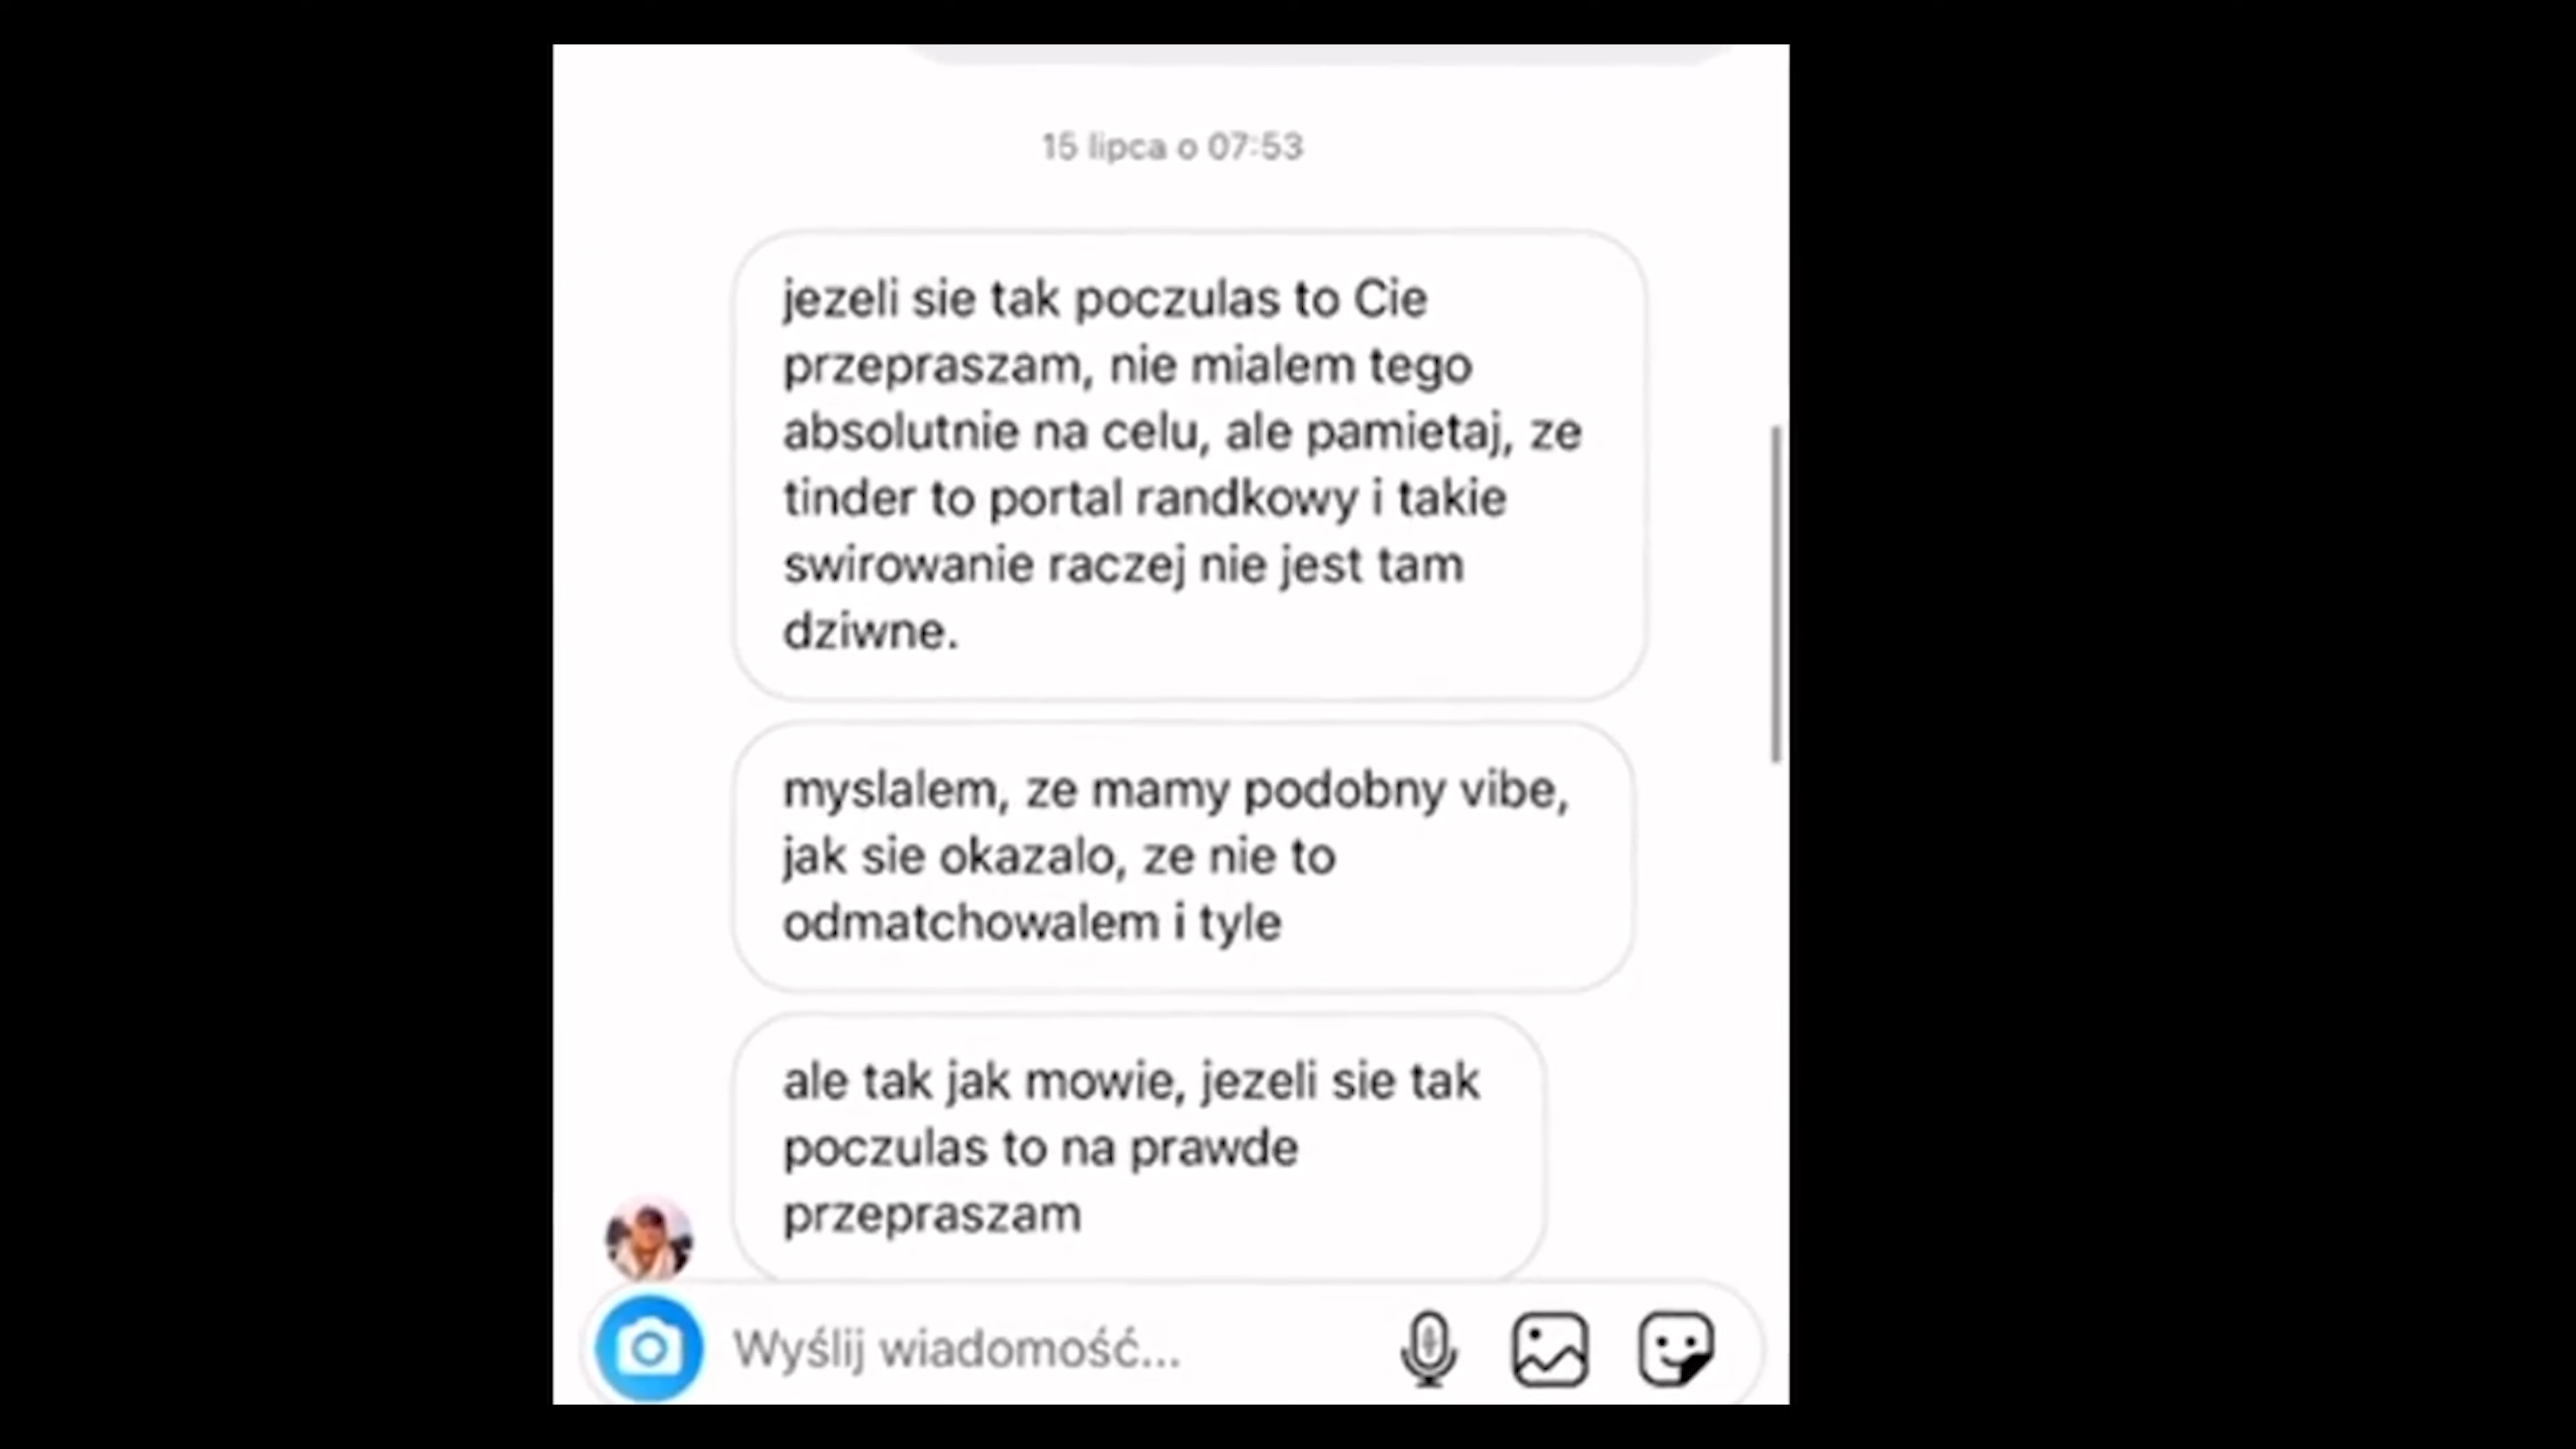 15 lipca o 07:53
jezeli sie tak poczulas to Cie
przepraszam, nie mialem tego
absolutnie na celu, ale pamietaj, ze
tinder to portal randkowy i takie
swirowanie raczej nie jest tam
dziwne.
myslalem, ze mamy podobny vibe,
jak sie okazalo, ze nie to
odmatchowalem i tyle
ale tak jak mowie, jezeli sie tak
poczulas to na prawde
przepraszam
Wyślij wiadomość...